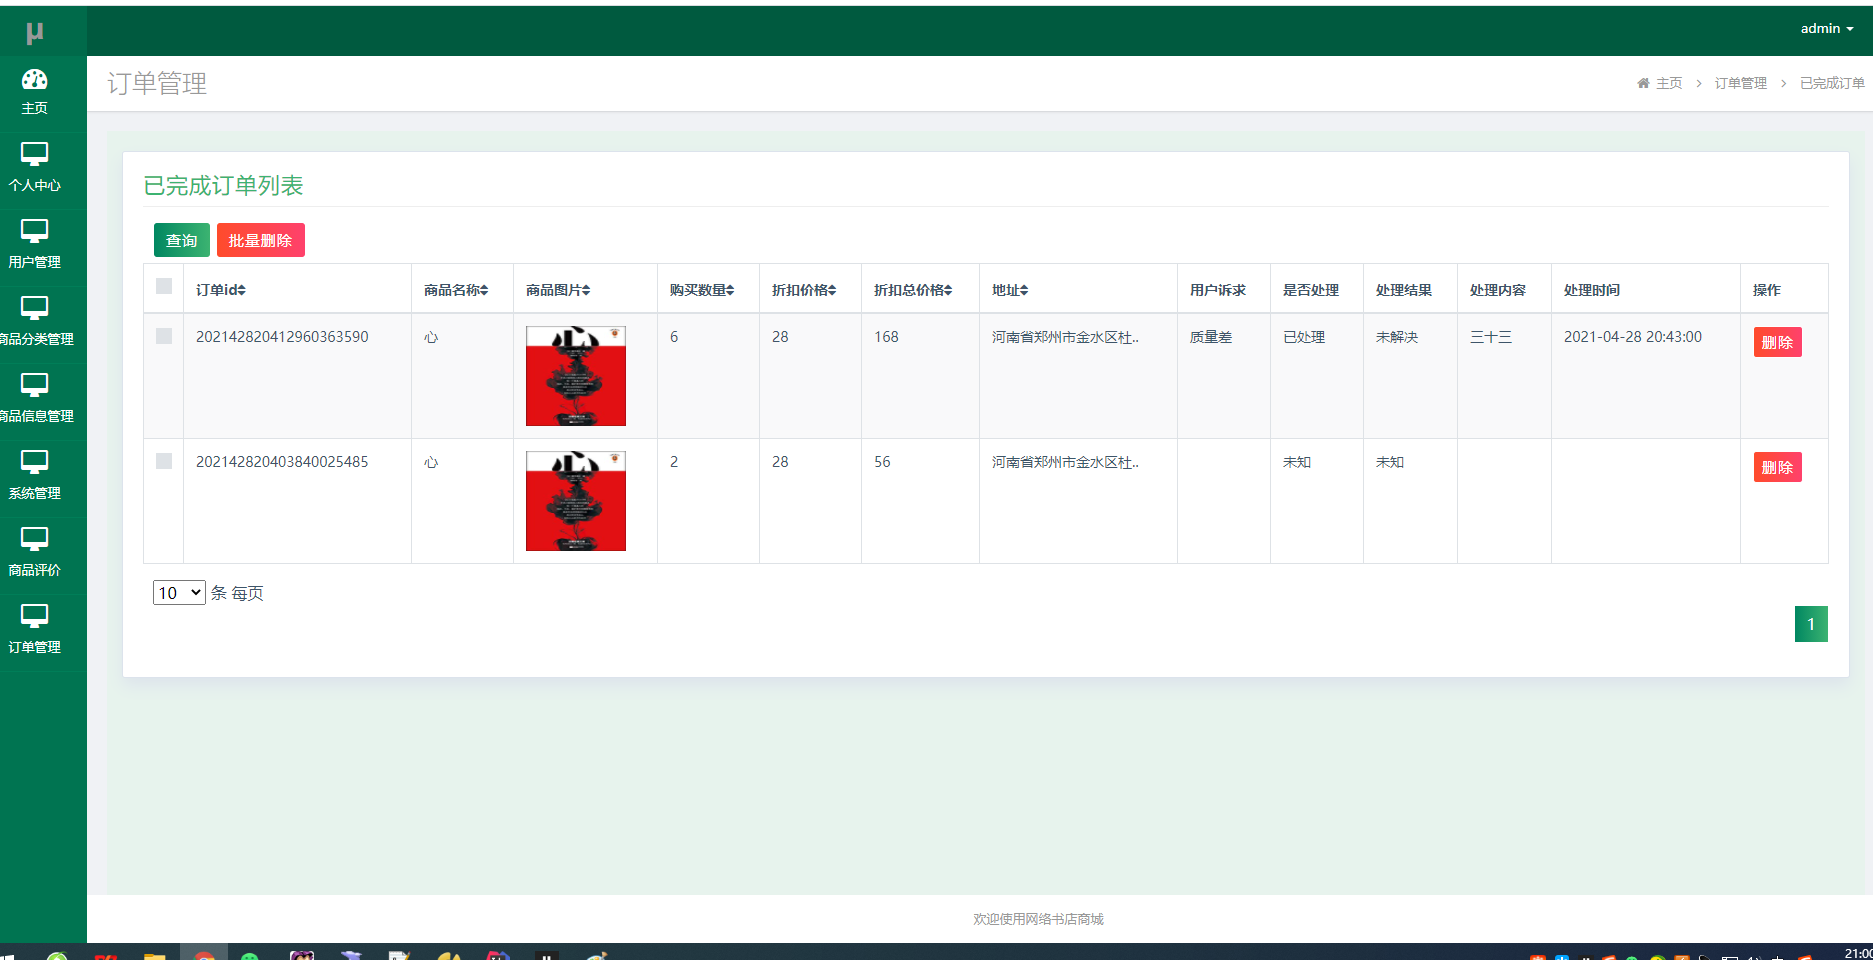 µ
admin
主页
个人中心
用户管理
商品分类管理
商品信息管理
系统管理
商品评价
订单管理
订单管理
主页 > 订单管理 > 已完成订单
已完成订单列表
查询 批量删除
订单id 商品名称 商品图片 购买数量 折扣价格 折扣总价格 地址 用户诉求 是否处理 处理结果 处理内容 处理时间 操作
202142820412960363590 心 6 28 168 河南省郑州市金水区杜.. 质量差 已处理 未解决 三十三 2021-04-28 20:43:00 删除
202142820403840025485 心 2 28 56 河南省郑州市金水区杜.. 未知 未知 删除
10 条 每页
1
欢迎使用网络书店商城